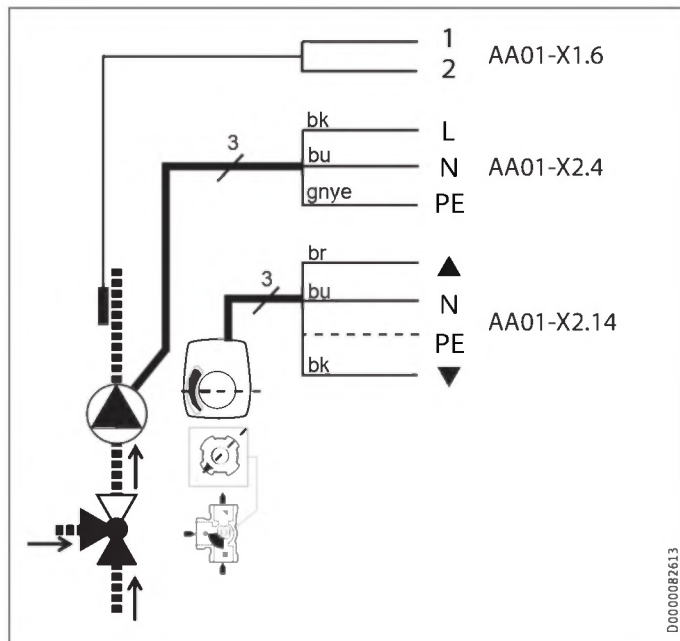 1
2
AA01-X1.6
bk
L
3
bu
N
AA01-X2.4
gnye
PE
br
▲
3
bu
N
AA01-X2.14
PE
bk
▼
D0000082613